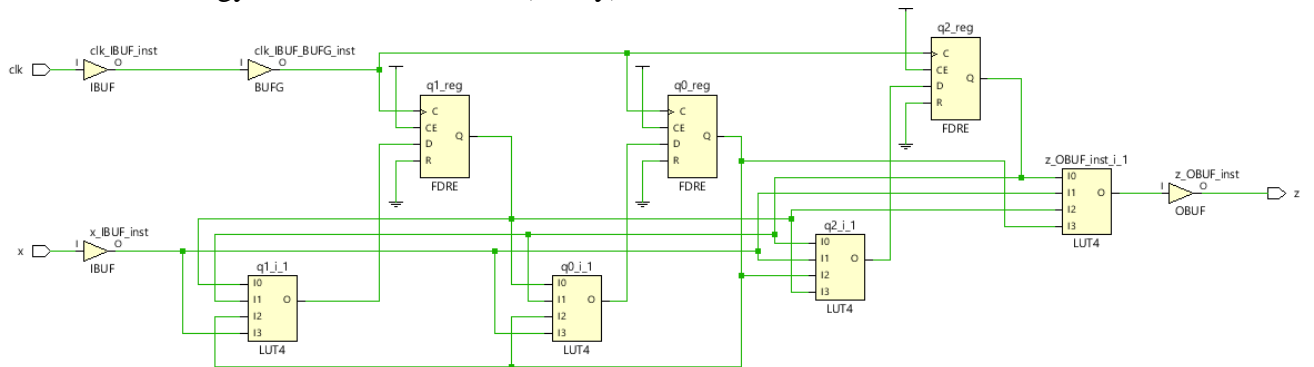 q2_reg
clk_IBUF_inst
clk_IBUF_BUFG_inst
clk
I
O
IBUF
I
O
BUFG
C
CE
D
R
Q
FDRE
q1_reg
C
CE
D
R
Q
FDRE
q0_reg
C
CE
D
R
Q
FDRE
z_OBUF_inst_i_1
I0
I1
I2
I3
O
LUT4
z_OBUF_inst
I
O
OBUF
z
x_IBUF_inst
x
I
O
IBUF
q2_i_1
I0
I1
I2
I3
O
LUT4
q1_i_1
I0
I1
I2
I3
O
LUT4
q0_i_1
I0
I1
I2
I3
O
LUT4